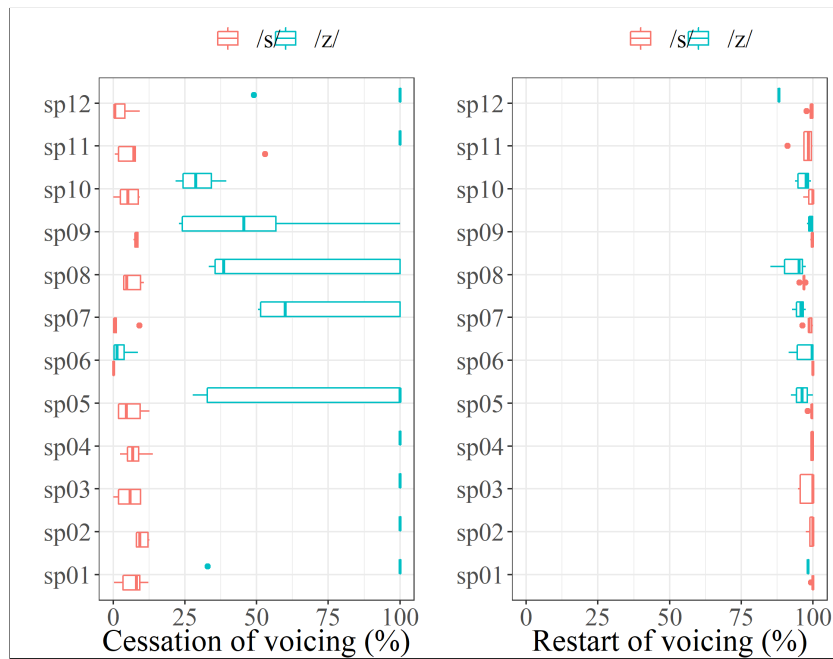 /s/ /z/
sp12
sp11
sp10
sp09
sp08
sp07
sp06
sp05
sp04
sp03
sp02
sp01
0 25 50 75 100
Cessation of voicing (%)
/s/ /z/
sp12
sp11
sp10
sp09
sp08
sp07
sp06
sp05
sp04
sp03
sp02
sp01
0 25 50 75 100
Restart of voicing (%)